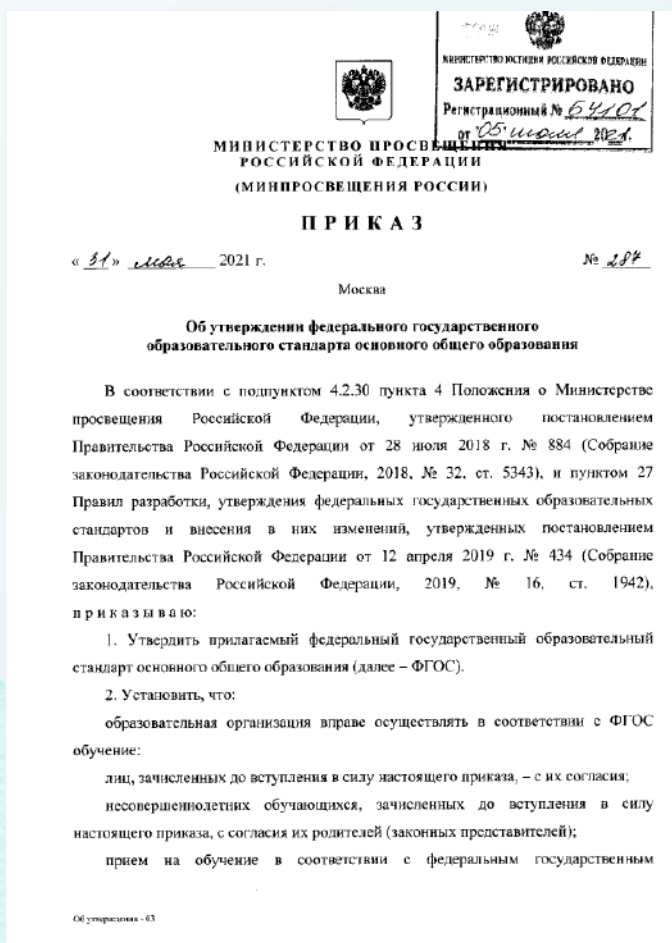 МИНИСТЕРСТВО ЮСТИЦИИ РОССИЙСКОЙ ФЕДЕРАЦИИ
ЗАРЕГИСТРИРОВАНО
Регистрационный № 64101
от "05" июля 2021.
МИНИСТЕРСТВО ПРОСВЕЩЕНИЯ
РОССИЙСКОЙ ФЕДЕРАЦИИ
(МИНПРОСВЕЩЕНИЯ РОССИИ)
ПРИКАЗ
« 31 » мая 2021 г. № 287
Москва
Об утверждении федерального государственного
образовательного стандарта основного общего образования
В соответствии с подпунктом 4.2.30 пункта 4 Положения о Министерстве
просвещения Российской Федерации, утвержденного постановлением
Правительства Российской Федерации от 28 июля 2018 г. № 884 (Собрание
законодательства Российской Федерации, 2018, № 32, ст. 5343), и пунктом 27
Правил разработки, утверждения федеральных государственных образовательных
стандартов и внесения в них изменений, утвержденных постановлением
Правительства Российской Федерации от 12 апреля 2019 г. № 434 (Собрание
законодательства Российской Федерации, 2019, № 16, ст. 1942),
приказываю:
1. Утвердить прилагаемый федеральный государственный образовательный
стандарт основного общего образования (далее – ФГОС).
2. Установить, что:
образовательная организация вправе осуществлять в соответствии с ФГОС
обучение:
лиц, зачисленных до вступления в силу настоящего приказа, – с их согласия;
несовершеннолетних обучающихся, зачисленных до вступления в силу
настоящего приказа, с согласия их родителей (законных представителей);
прием на обучение в соответствии с федеральным государственным
Об утверждении - 03